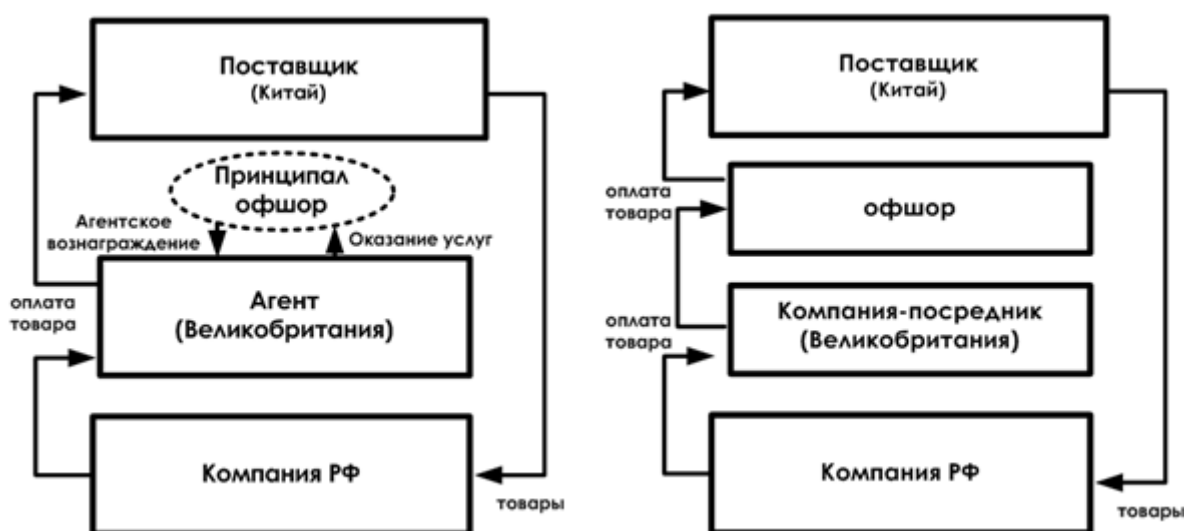 Поставщик
(Китай)
Принципал
офшор
Агентское
вознаграждение
Оказание услуг
Агент
(Великобритания)
оплата
товара
Компания РФ
товары
Поставщик
(Китай)
оплата
товара
офшор
Компания-посредник
(Великобритания)
оплата
товара
Компания РФ
товары